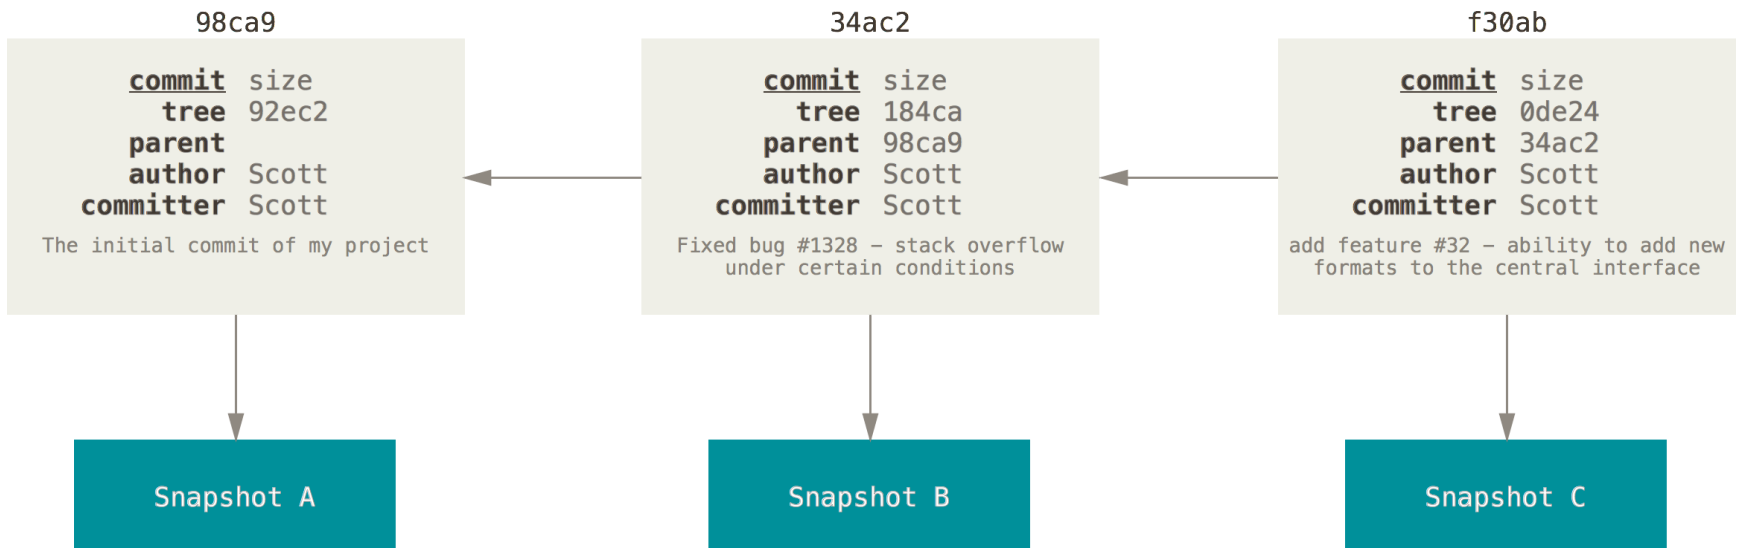 98ca9
commit size
tree 92ec2
parent
author Scott
committer Scott
The initial commit of my project
Snapshot A
34ac2
commit size
tree 184ca
parent 98ca9
author Scott
committer Scott
Fixed bug #1328 – stack overflow
under certain conditions
Snapshot B
f30ab
commit size
tree 0de24
parent 34ac2
author Scott
committer Scott
add feature #32 – ability to add new
formats to the central interface
Snapshot C